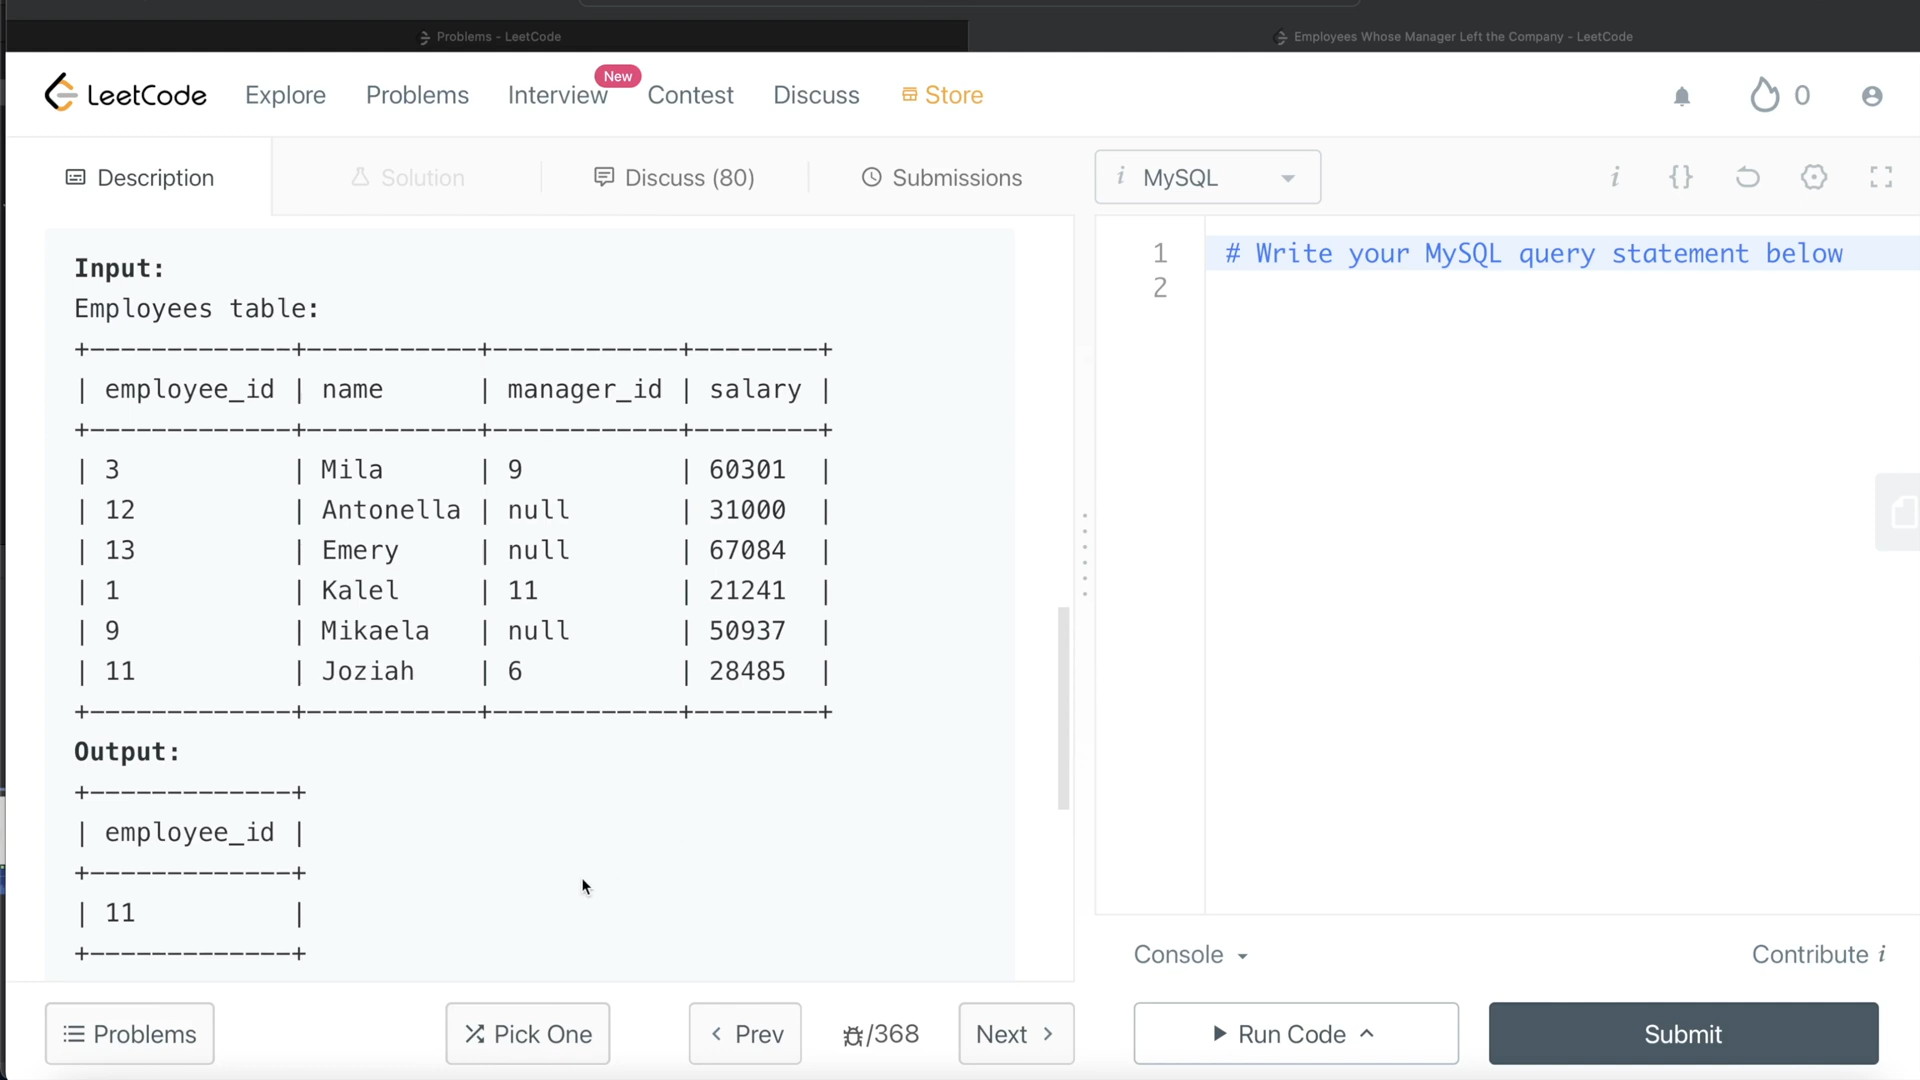 Problems - LeetCode
Employees Whose Manager Left the Company - LeetCode
LeetCode Explore Problems Interview New Contest Discuss Store 0
Description Solution Discuss (80) Submissions i MySQL i {}
Input:
Employees table:
+-------------+-----------+------------+--------+
| employee_id | name      | manager_id | salary |
+-------------+-----------+------------+--------+
| 3           | Mila      | 9          | 60301  |
| 12          | Antonella | null       | 31000  |
| 13          | Emery     | null       | 67084  |
| 1           | Kalel     | 11         | 21241  |
| 9           | Mikaela   | null       | 50937  |
| 11          | Joziah    | 6          | 28485  |
+-------------+-----------+------------+--------+
Output:
+-------------+
| employee_id |
+-------------+
| 11          |
+-------------+
1 # Write your MySQL query statement below
2
Console Contribute i
Problems Pick One Prev /368 Next Run Code Submit